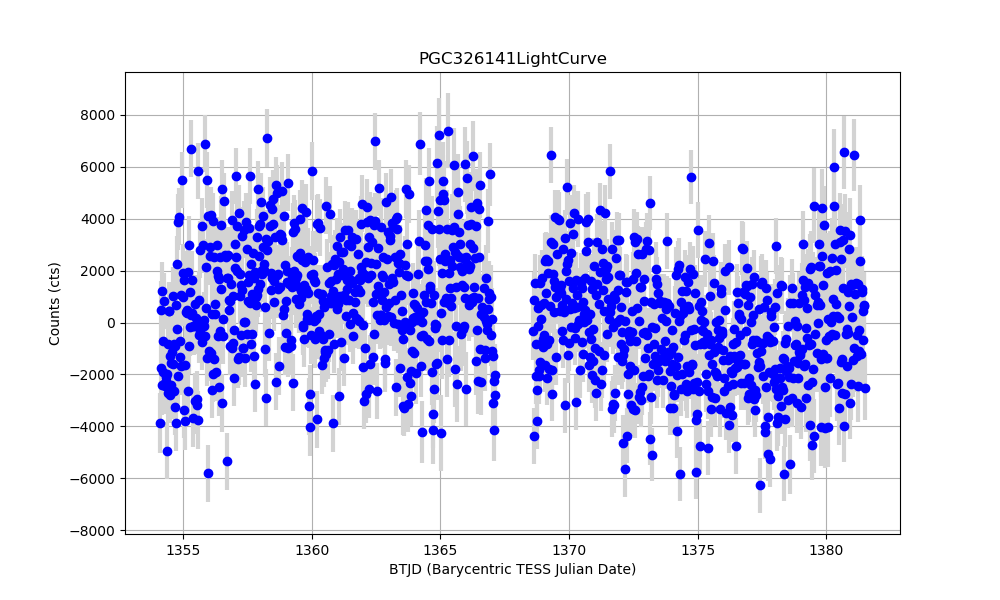 PGC326141LightCurve
8000
6000
4000
2000
0
−2000
−4000
−6000
−8000
Counts (cts)
1355 1360 1365 1370 1375 1380
BTJD (Barycentric TESS Julian Date)